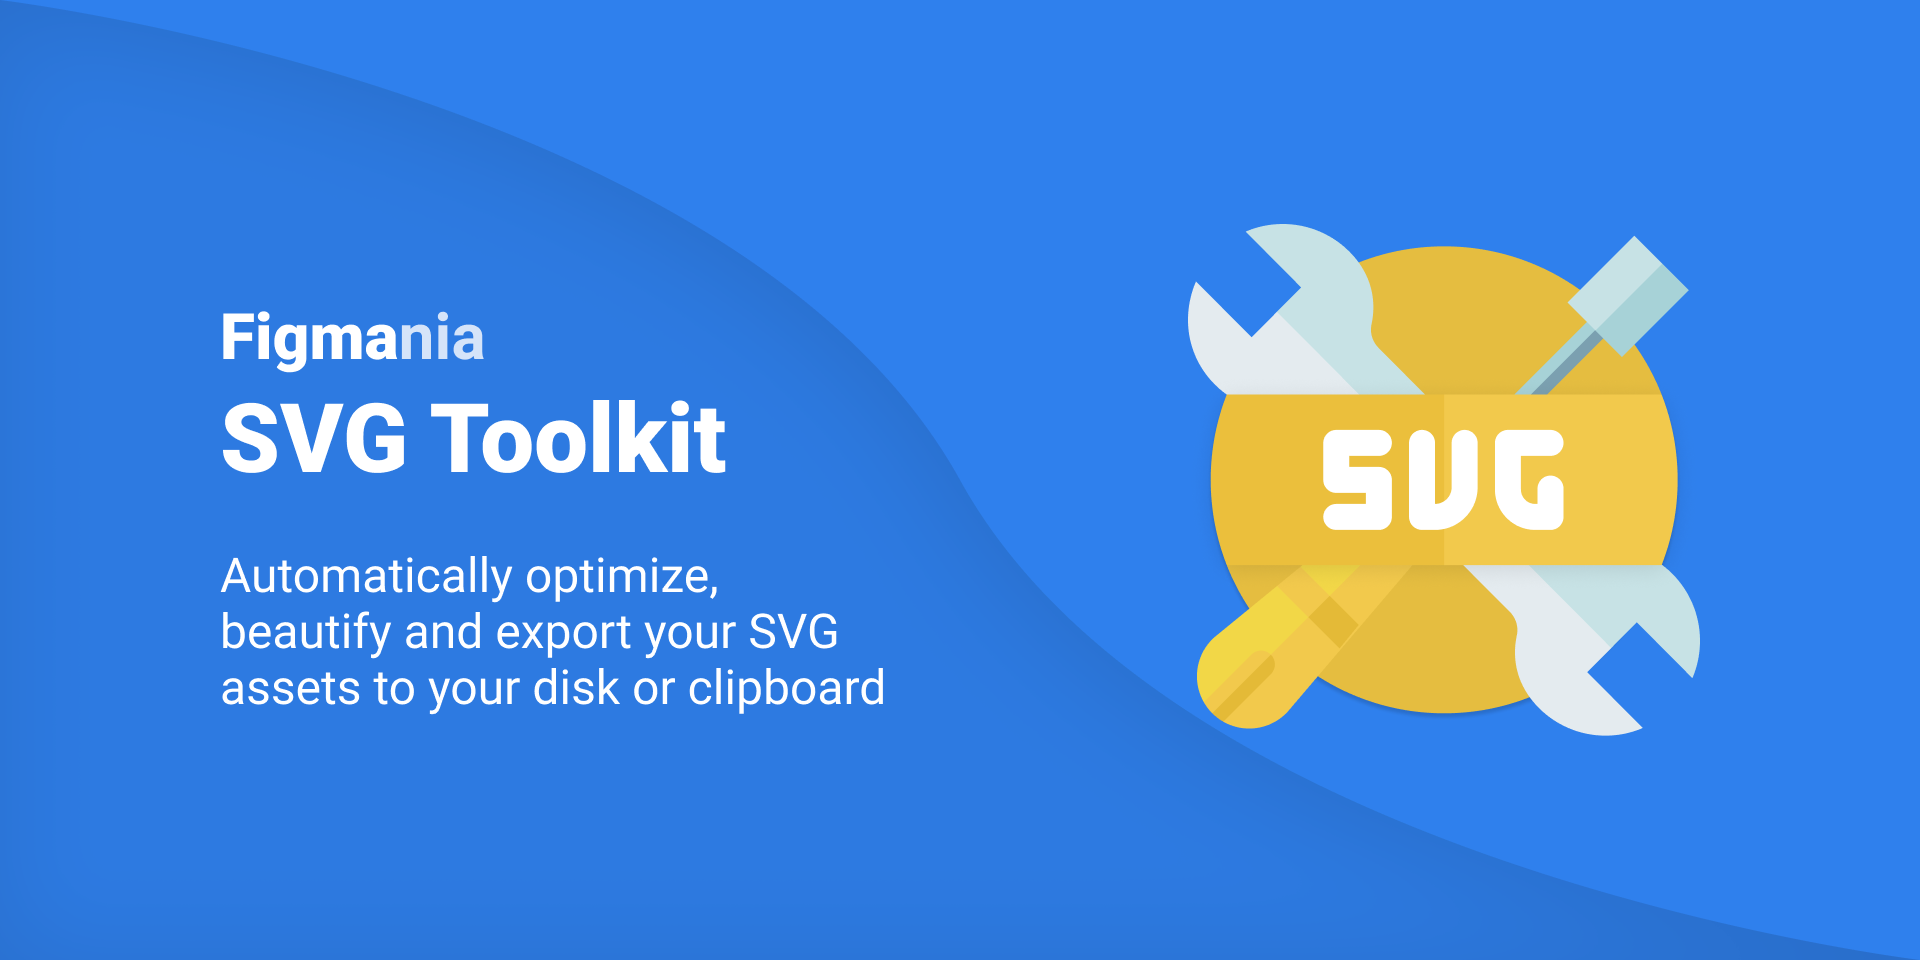 Figmania
SVG Toolkit
Automatically optimize,
beautify and export your SVG
assets to your disk or clipboard
SVG